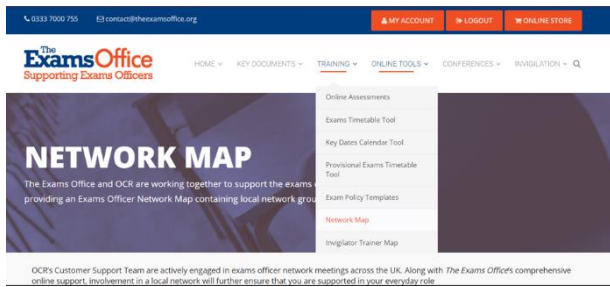 0333 7000 755 contact@theexamsoffice.org MY ACCOUNT LOGOUT ONLINE STORE
The
ExamsOffice
Supporting Exams Officers
HOME KEY DOCUMENTS TRAINING ONLINE TOOLS CONFERENCES INVIGILATION
Online Assessments
Exams Timetable Tool
Key Dates Calendar Tool
Provisional Exams Timetable
Tool
Exam Policy Templates
Network Map
Invigilator Trainer Map
NETWORK MAP
The Exams Office and OCR are working together to support the exams
providing an Exams Officer Network Map containing local network grou
OCR's Customer Support Team are actively engaged in exams officer network meetings across the UK. Along with The Exams Office's comprehensive
online support, involvement in a local network will further ensure that you are supported in your everyday role